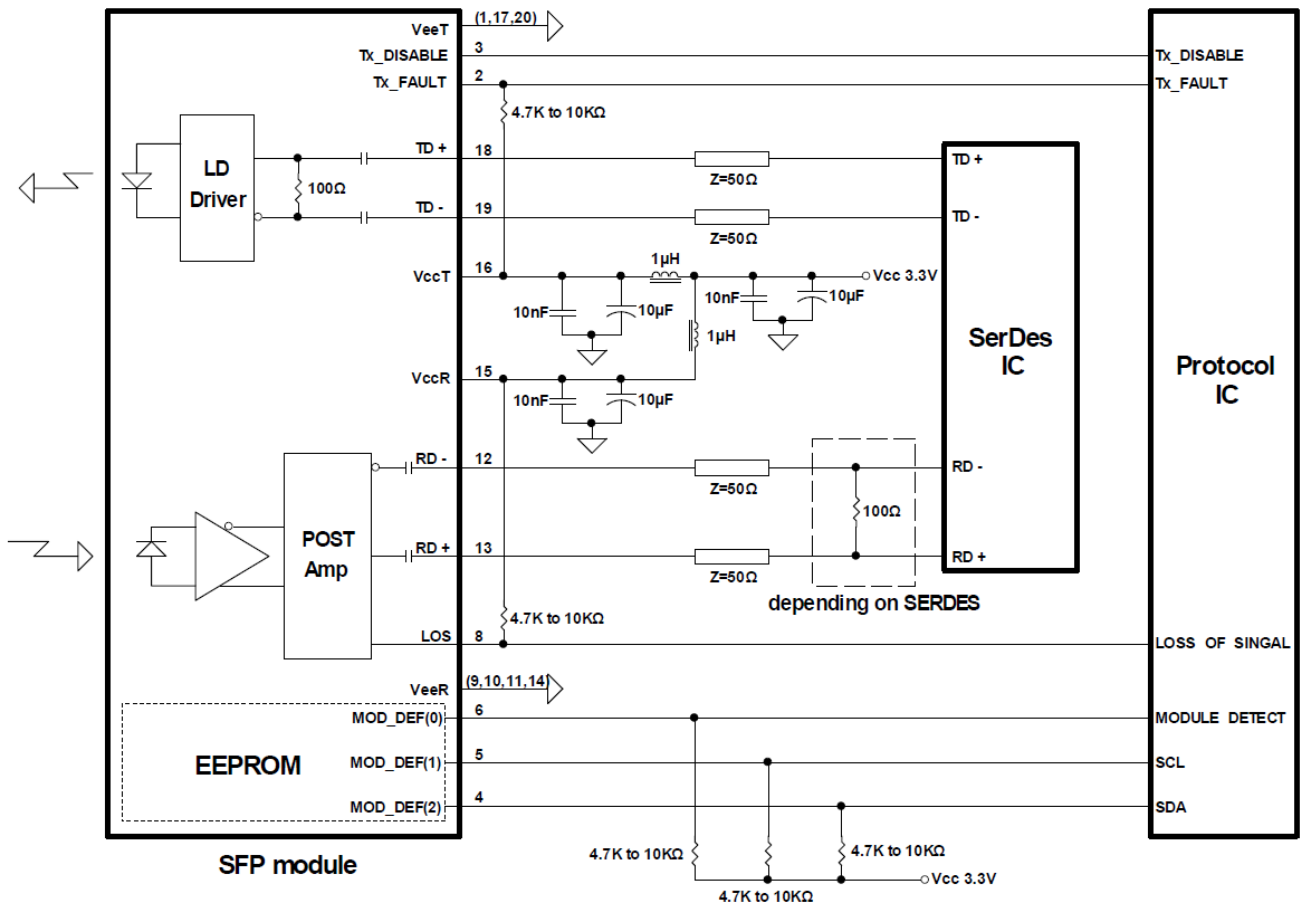 VeeT
(1,17,20)
Tx_DISABLE
3
Tx_DISABLE
Tx_FAULT
2
Tx_FAULT
4.7K to 10KΩ
LD
Driver
100Ω
TD +
18
Z=50Ω
TD +
TD -
19
Z=50Ω
TD -
VccT
16
1µH
Vcc 3.3V
10nF
10µF
10nF
10µF
1µH
SerDes
IC
Protocol
IC
VccR
15
10nF
10µF
POST
Amp
RD -
12
Z=50Ω
RD -
100Ω
RD +
13
Z=50Ω
RD +
depending on SERDES
4.7K to 10KΩ
LOS
8
LOSS OF SINGAL
VeeR
(9,10,11,14)
EEPROM
MOD_DEF(0)
6
MODULE DETECT
MOD_DEF(1)
5
SCL
MOD_DEF(2)
4
SDA
SFP module
4.7K to 10KΩ
4.7K to 10KΩ
4.7K to 10KΩ
Vcc 3.3V